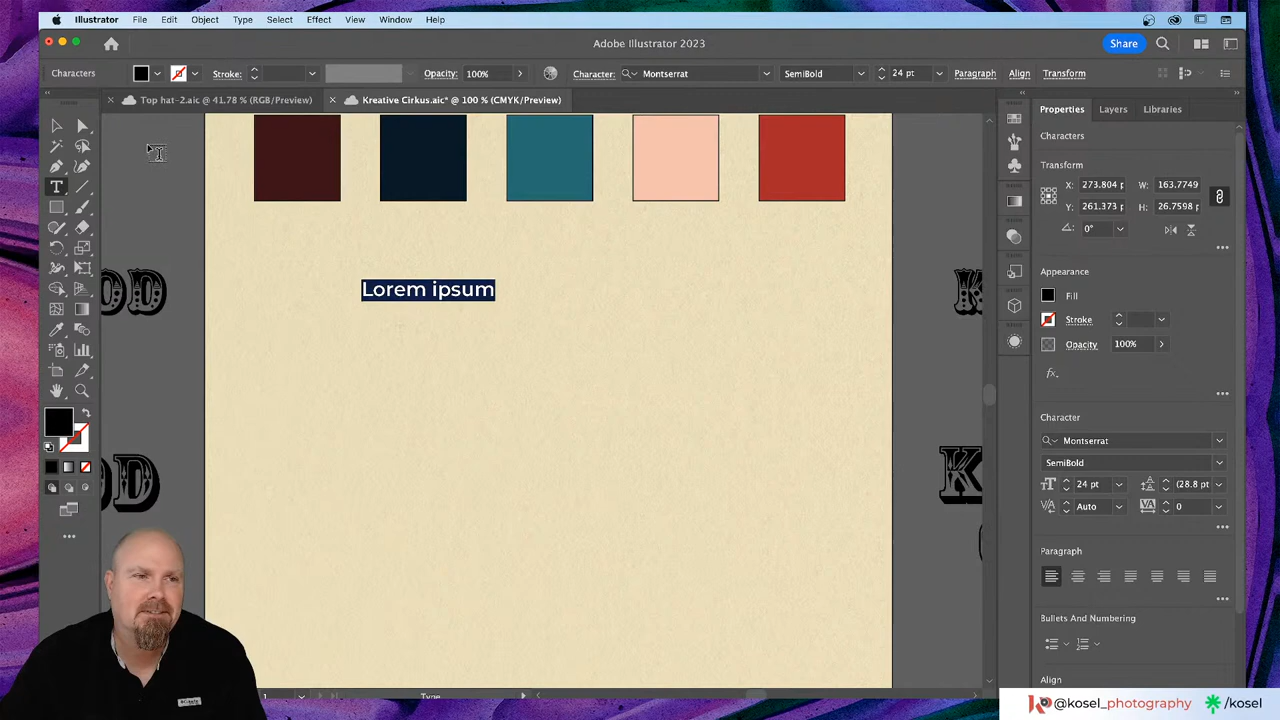 Illustrator File Edit Object Type Select Effect View Window Help
Adobe Illustrator 2023
Share
Characters Stroke: Opacity: 100% Character: Montserrat SemiBold 24 pt Paragraph Align Transform
Top hat-2.aic @ 41.78 % (RGB/Preview)
Kreative Cirkus.aic* @ 100 % (CMYK/Preview)
Properties Layers Libraries
Characters
Transform
X: 273.804 p W: 163.7749
Y: 261.373 p H: 26.7598 p
0°
Appearance
Fill
Stroke
Opacity 100%
fx.
Character
Montserrat
SemiBold
24 pt (28.8 pt
Auto 0
Paragraph
Bullets And Numbering
Align
Lorem ipsum
OD
OD
K
K
1 Type
@kosel_photography /kosel